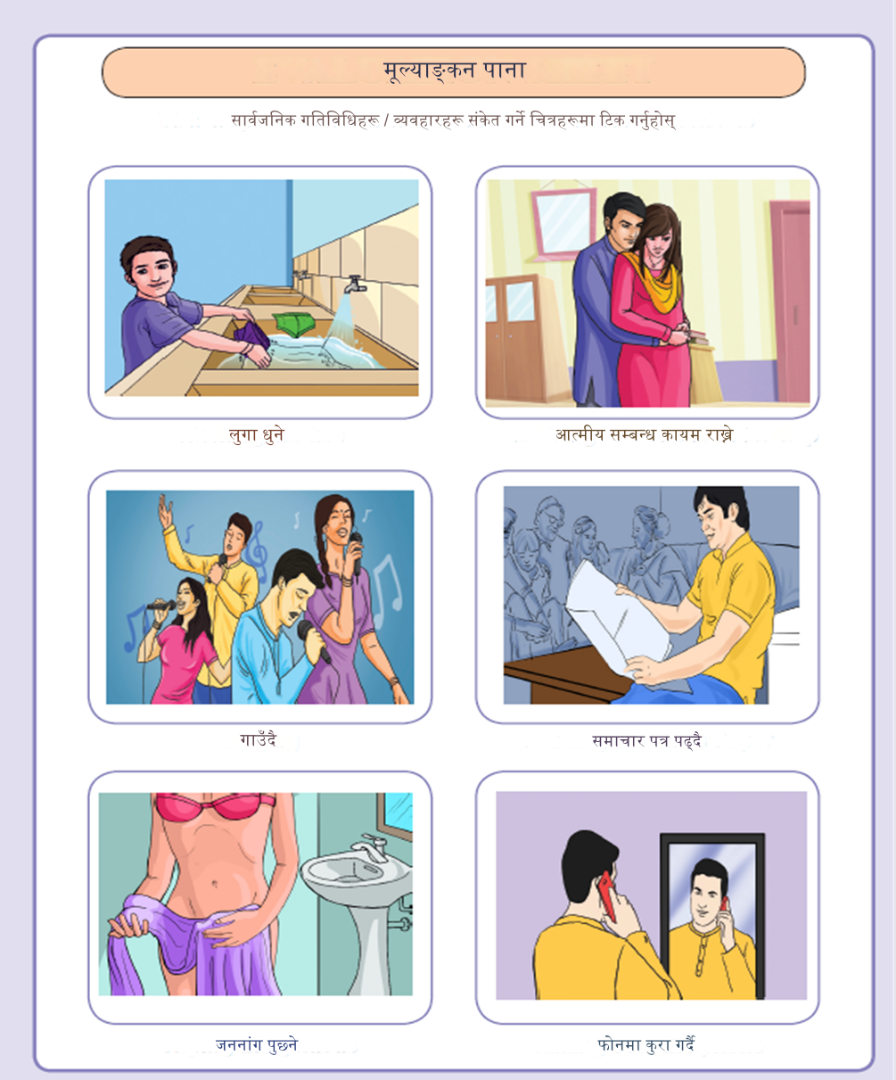 मूल्याङ्कन पाना
सार्वजनिक गतिविधिहरू / व्यवहारहरू संकेत गर्ने चित्रहरूमा टिक गर्नुहोस्
लुगा धुने
आत्मीय सम्बन्ध कायम राख्ने
गाउँदै
समाचार पत्र पढ्दै
जननांग पुछ्ने
फोनमा कुरा गर्दै